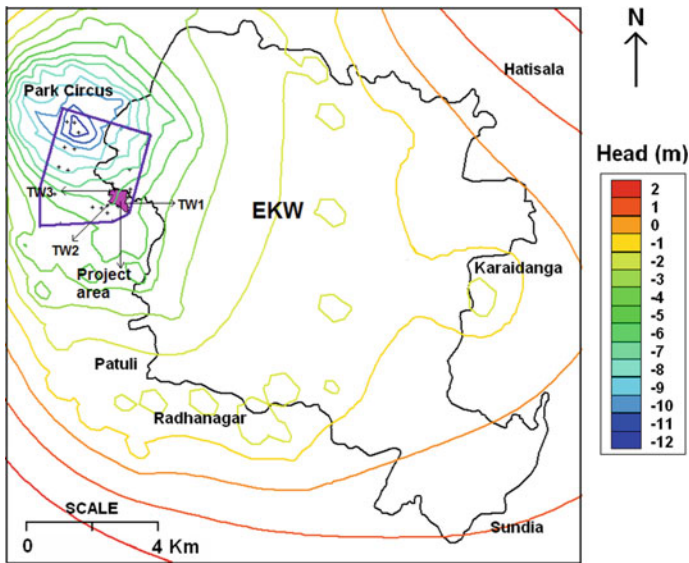 N
Hatisala
Park Circus
Head (m)
2
1
0
-1
-2
-3
-4
-5
-6
-7
-8
-9
-10
-11
-12
TW3
TW1
EKW
TW2
Project
area
Karaidanga
Patuli
Radhanagar
SCALE
0 4 Km
Sundia